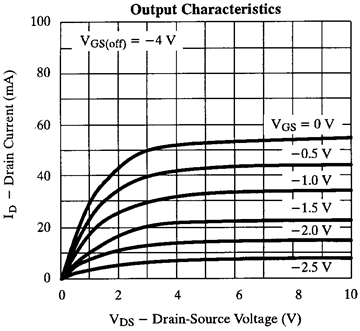 Output Characteristics
V_GS(off) = −4 V
I_D − Drain Current (mA)
100
80
60
40
20
0
V_GS = 0 V
−0.5 V
−1.0 V
−1.5 V
−2.0 V
−2.5 V
0 2 4 6 8 10
V_DS − Drain-Source Voltage (V)